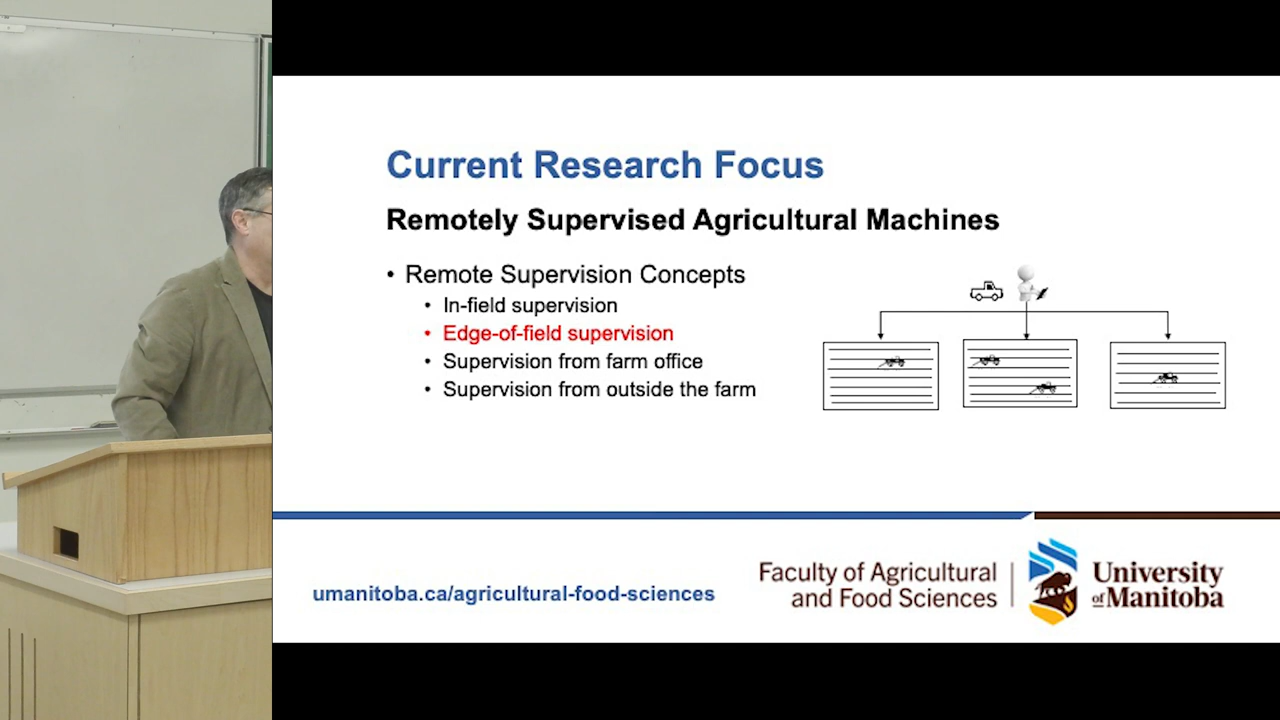 Current Research Focus
Remotely Supervised Agricultural Machines
• Remote Supervision Concepts
• In-field supervision
• Edge-of-field supervision
• Supervision from farm office
• Supervision from outside the farm
umanitoba.ca/agricultural-food-sciences
Faculty of Agricultural
and Food Sciences
University
of Manitoba